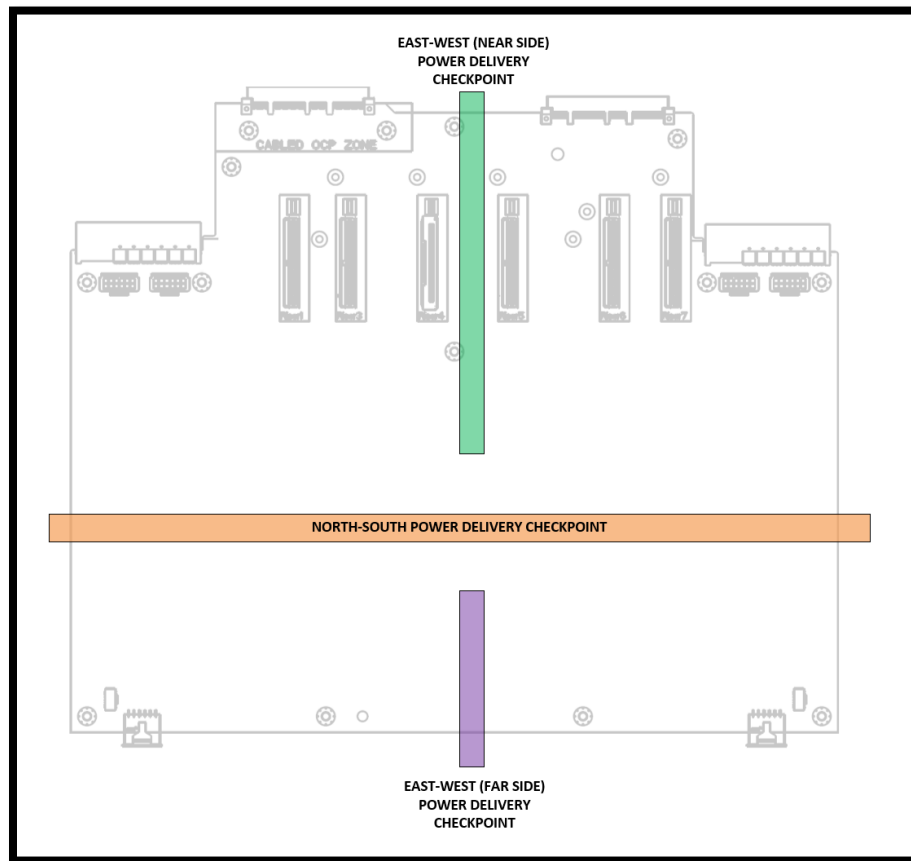 EAST-WEST (NEAR SIDE)
POWER DELIVERY
CHECKPOINT
CABLED OCP ZONE
NORTH-SOUTH POWER DELIVERY CHECKPOINT
EAST-WEST (FAR SIDE)
POWER DELIVERY
CHECKPOINT